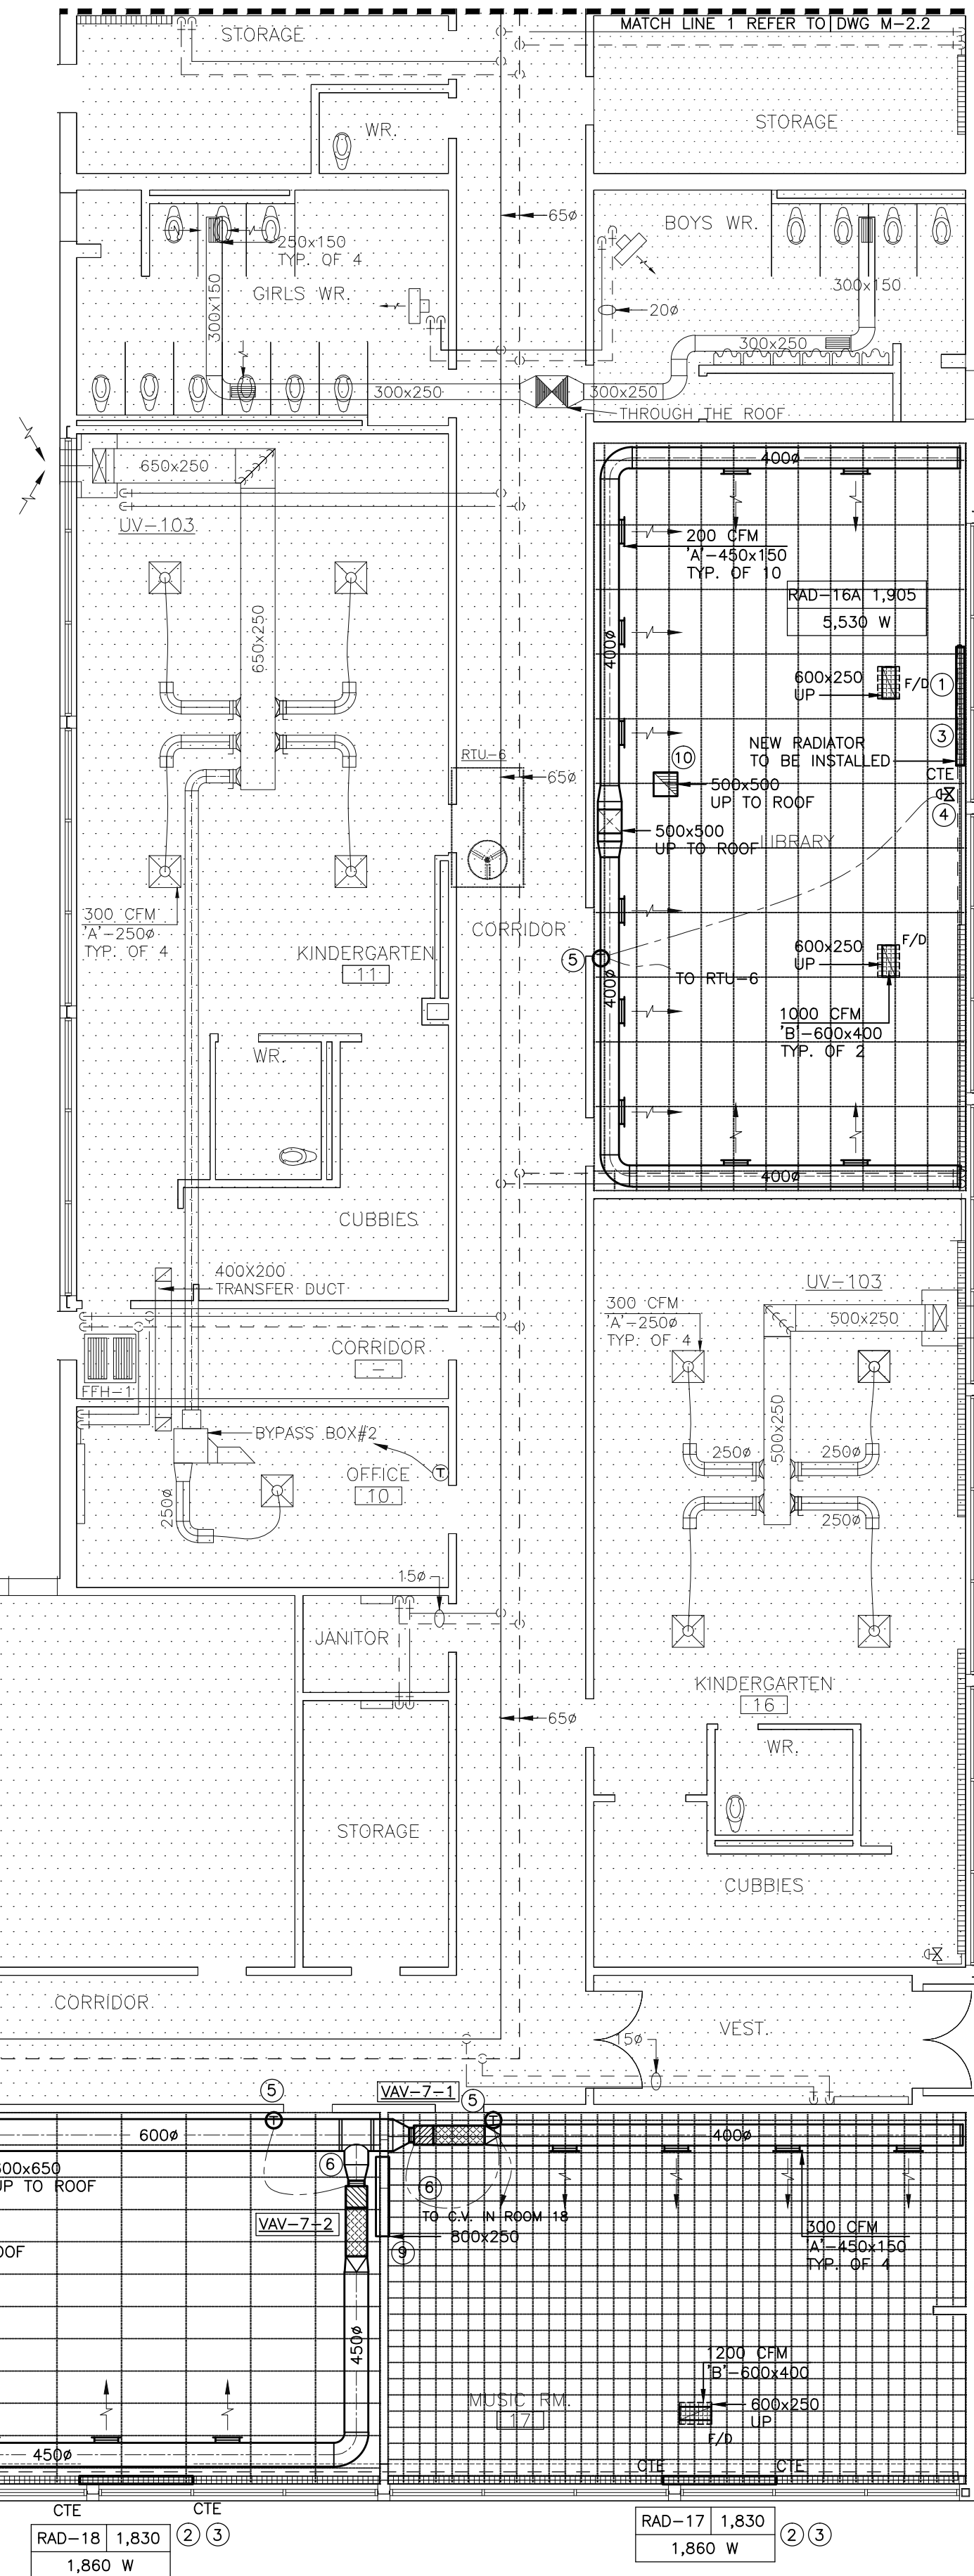 MATCH LINE 1 REFER TO DWG M-2.2
STORAGE
WR.
STORAGE
65ø
BOYS WR.
250x150
TYP. OF 4
GIRLS WR.
300x150
300x150
20ø
300x250
300x250
300x250
THROUGH THE ROOF
650x250
400ø
UV-103
200 CFM
'A'-450x150
TYP. OF 10
RAD-16A 1,905
5,530 W
650x250
400ø
600x250
UP
F/D
1
3
NEW RADIATOR
TO BE INSTALLED
RTU-6
65ø
10
CTE
500x500
UP TO ROOF
4
500x500
UP TO ROOF
LIBRARY
300 CFM
'A'-250ø
TYP. OF 4
CORRIDOR
KINDERGARTEN
11
5
600x250
UP
F/D
TO RTU-6
400ø
1000 CFM
'B'-600x400
TYP. OF 2
WR.
400ø
CUBBIES
400X200
TRANSFER DUCT
UV-103
300 CFM
'A'-250ø
TYP. OF 4
500x250
CORRIDOR
-
FFH-1
BYPASS BOX#2
500x250
250ø
250ø
OFFICE
10
T
250ø
250ø
15ø
JANITOR
KINDERGARTEN
16
65ø
WR.
STORAGE
CUBBIES
CORRIDOR
VEST.
15ø
5
VAV-7-1
5
T
T
600ø
400ø
600x650
UP TO ROOF
6
6
VAV-7-2
TO C.V. IN ROOM 18
800x250
9
300 CFM
'A'-450x150
TYP. OF 4
OOF
450ø
1200 CFM
'B'-600x400
MUSIC RM.
17
600x250
UP
F/D
450ø
CTE
CTE
CTE
CTE
RAD-18 1,830
1,860 W
2 3
RAD-17 1,830
1,860 W
2 3